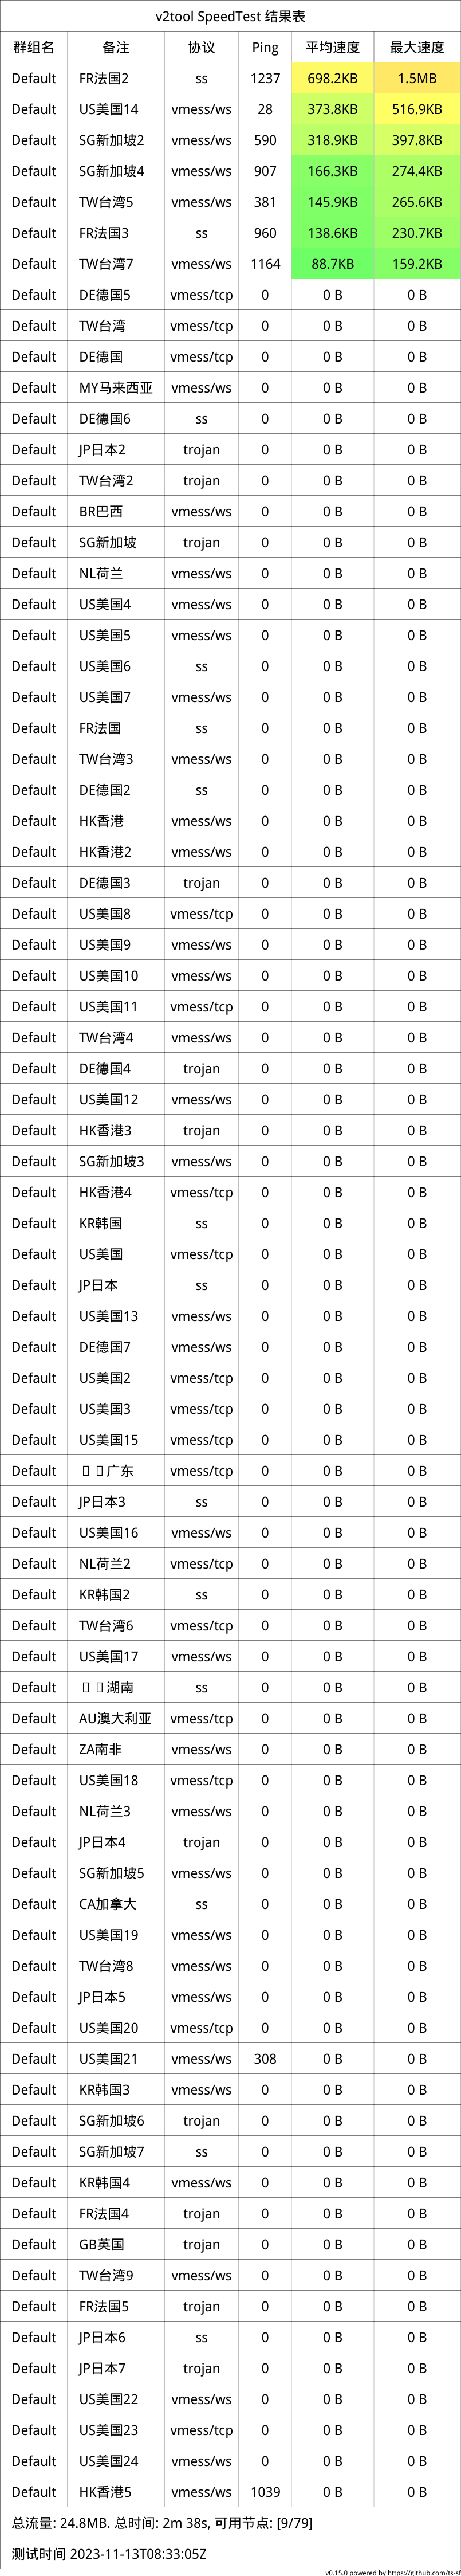 v2tool SpeedTest 结果表
群组名 备注 协议 Ping 平均速度 最大速度
Default FR法国2 ss 1237 698.2KB 1.5MB
Default US美国14 vmess/ws 28 373.8KB 516.9KB
Default SG新加坡2 vmess/ws 590 318.9KB 397.8KB
Default SG新加坡4 vmess/ws 907 166.3KB 274.4KB
Default TW台湾5 vmess/ws 381 145.9KB 265.6KB
Default FR法国3 ss 960 138.6KB 230.7KB
Default TW台湾7 vmess/ws 1164 88.7KB 159.2KB
Default DE德国5 vmess/tcp 0 0 B 0 B
Default TW台湾 vmess/tcp 0 0 B 0 B
Default DE德国 vmess/tcp 0 0 B 0 B
Default MY马来西亚 vmess/ws 0 0 B 0 B
Default DE德国6 ss 0 0 B 0 B
Default JP日本2 trojan 0 0 B 0 B
Default TW台湾2 trojan 0 0 B 0 B
Default BR巴西 vmess/ws 0 0 B 0 B
Default SG新加坡 trojan 0 0 B 0 B
Default NL荷兰 vmess/ws 0 0 B 0 B
Default US美国4 vmess/ws 0 0 B 0 B
Default US美国5 vmess/ws 0 0 B 0 B
Default US美国6 ss 0 0 B 0 B
Default US美国7 vmess/ws 0 0 B 0 B
Default FR法国 ss 0 0 B 0 B
Default TW台湾3 vmess/ws 0 0 B 0 B
Default DE德国2 ss 0 0 B 0 B
Default HK香港 vmess/ws 0 0 B 0 B
Default HK香港2 vmess/ws 0 0 B 0 B
Default DE德国3 trojan 0 0 B 0 B
Default US美国8 vmess/tcp 0 0 B 0 B
Default US美国9 vmess/ws 0 0 B 0 B
Default US美国10 vmess/ws 0 0 B 0 B
Default US美国11 vmess/tcp 0 0 B 0 B
Default TW台湾4 vmess/ws 0 0 B 0 B
Default DE德国4 trojan 0 0 B 0 B
Default US美国12 vmess/ws 0 0 B 0 B
Default HK香港3 trojan 0 0 B 0 B
Default SG新加坡3 vmess/ws 0 0 B 0 B
Default HK香港4 vmess/tcp 0 0 B 0 B
Default KR韩国 ss 0 0 B 0 B
Default US美国 vmess/tcp 0 0 B 0 B
Default JP日本 ss 0 0 B 0 B
Default US美国13 vmess/ws 0 0 B 0 B
Default DE德国7 vmess/ws 0 0 B 0 B
Default US美国2 vmess/tcp 0 0 B 0 B
Default US美国3 vmess/ws 0 0 B 0 B
Default US美国15 vmess/tcp 0 0 B 0 B
Default 广东 vmess/tcp 0 0 B 0 B
Default JP日本3 ss 0 0 B 0 B
Default US美国16 vmess/ws 0 0 B 0 B
Default NL荷兰2 vmess/tcp 0 0 B 0 B
Default KR韩国2 ss 0 0 B 0 B
Default TW台湾6 vmess/tcp 0 0 B 0 B
Default US美国17 vmess/ws 0 0 B 0 B
Default 湖南 ss 0 0 B 0 B
Default AU澳大利亚 vmess/tcp 0 0 B 0 B
Default ZA南非 vmess/ws 0 0 B 0 B
Default US美国18 vmess/tcp 0 0 B 0 B
Default NL荷兰3 vmess/ws 0 0 B 0 B
Default JP日本4 trojan 0 0 B 0 B
Default SG新加坡5 vmess/ws 0 0 B 0 B
Default CA加拿大 ss 0 0 B 0 B
Default US美国19 vmess/ws 0 0 B 0 B
Default TW台湾8 vmess/ws 0 0 B 0 B
Default JP日本5 vmess/ws 0 0 B 0 B
Default US美国20 vmess/tcp 0 0 B 0 B
Default US美国21 vmess/ws 308 0 B 0 B
Default KR韩国3 vmess/ws 0 0 B 0 B
Default SG新加坡6 trojan 0 0 B 0 B
Default SG新加坡7 ss 0 0 B 0 B
Default KR韩国4 vmess/ws 0 0 B 0 B
Default FR法国4 trojan 0 0 B 0 B
Default GB英国 trojan 0 0 B 0 B
Default TW台湾9 vmess/ws 0 0 B 0 B
Default FR法国5 trojan 0 0 B 0 B
Default JP日本6 ss 0 0 B 0 B
Default JP日本7 trojan 0 0 B 0 B
Default US美国22 vmess/ws 0 0 B 0 B
Default US美国23 vmess/tcp 0 0 B 0 B
Default US美国24 vmess/ws 0 0 B 0 B
Default HK香港5 vmess/ws 1039 0 B 0 B
总流量: 24.8MB. 总时间: 2m 38s, 可用节点: [9/79]
测试时间 2023-11-13T08:33:05Z
v0.15.0 powered by https://github.com/ts-sf